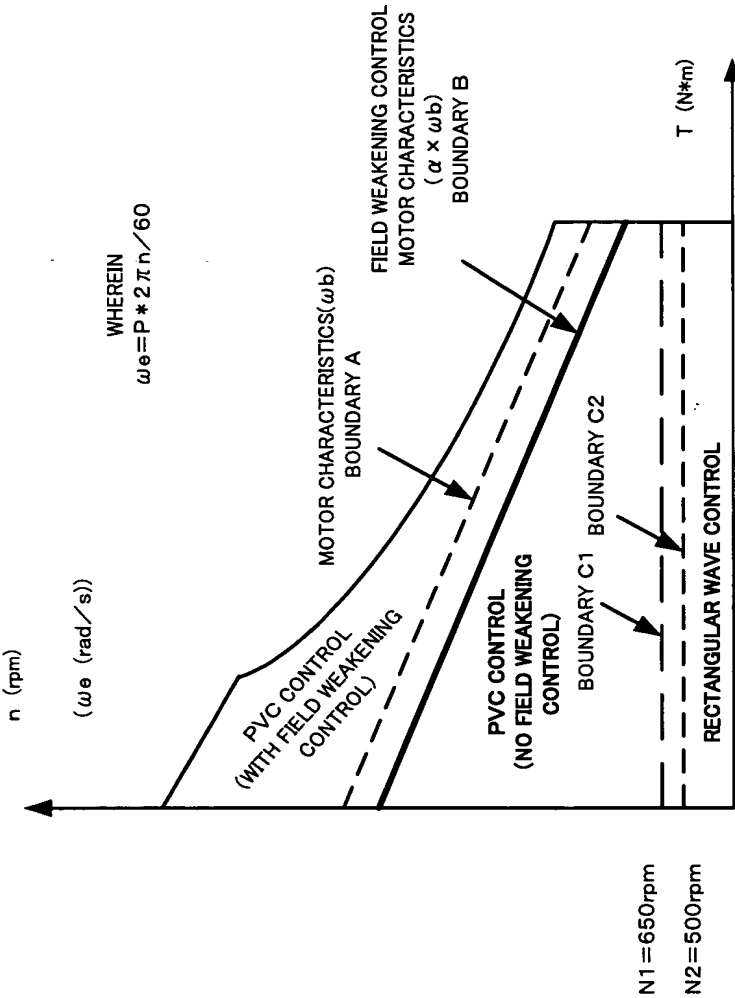 n (rpm)
(ωe (rad/s))
WHEREIN
ωe=P*2πn/60
MOTOR CHARACTERISTICS(ωb)
BOUNDARY A
FIELD WEAKENING CONTROL
MOTOR CHARACTERISTICS
(α×ωb)
BOUNDARY B
PVC CONTROL
(WITH FIELD WEAKENING
CONTROL)
PVC CONTROL
(NO FIELD WEAKENING
CONTROL)
BOUNDARY C1
BOUNDARY C2
RECTANGULAR WAVE CONTROL
N1=650rpm
N2=500rpm
T (N*m)